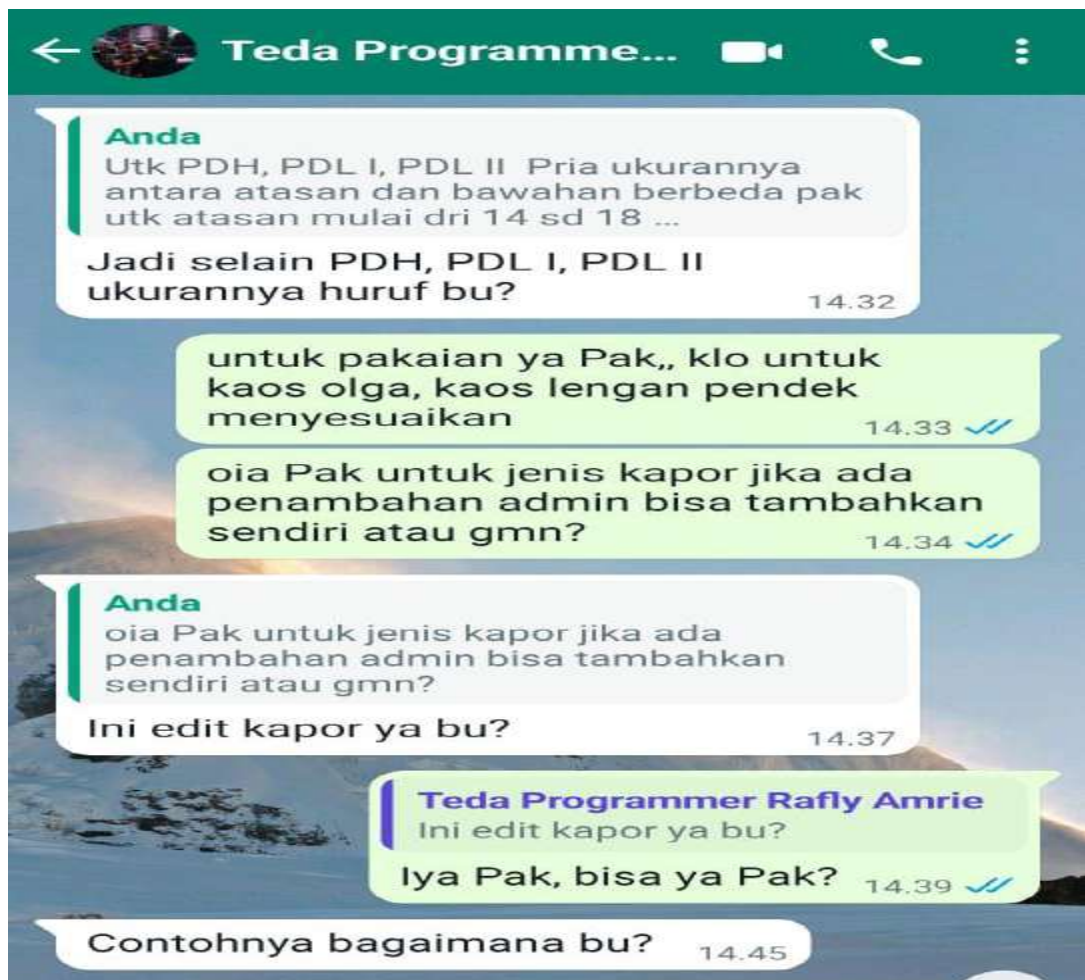 Teda Programme...
Anda
Utk PDH, PDL I, PDL II Pria ukurannya
antara atasan dan bawahan berbeda pak
utk atasan mulai dri 14 sd 18 ...
Jadi selain PDH, PDL I, PDL II
ukurannya huruf bu?
14.32
untuk pakaian ya Pak,, klo untuk
kaos olga, kaos lengan pendek
menyesuaikan
14.33
oia Pak untuk jenis kapor jika ada
penambahan admin bisa tambahkan
sendiri atau gmn?
14.34
Anda
oia Pak untuk jenis kapor jika ada
penambahan admin bisa tambahkan
sendiri atau gmn?
Ini edit kapor ya bu?
14.37
Teda Programmer Rafly Amrie
Ini edit kapor ya bu?
Iya Pak, bisa ya Pak?
14.39
Contohnya bagaimana bu?
14.45